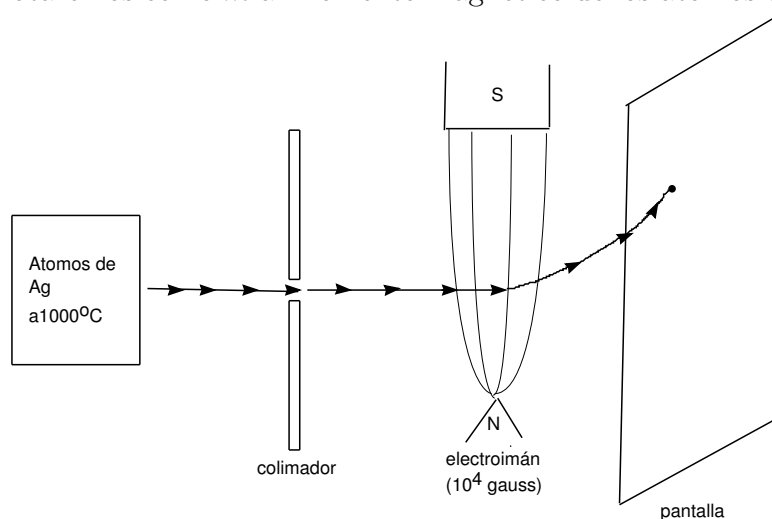 S
Atomos de
Ag
a1000ºC
N
colimador
electroimán
(10⁴ gauss)
pantalla